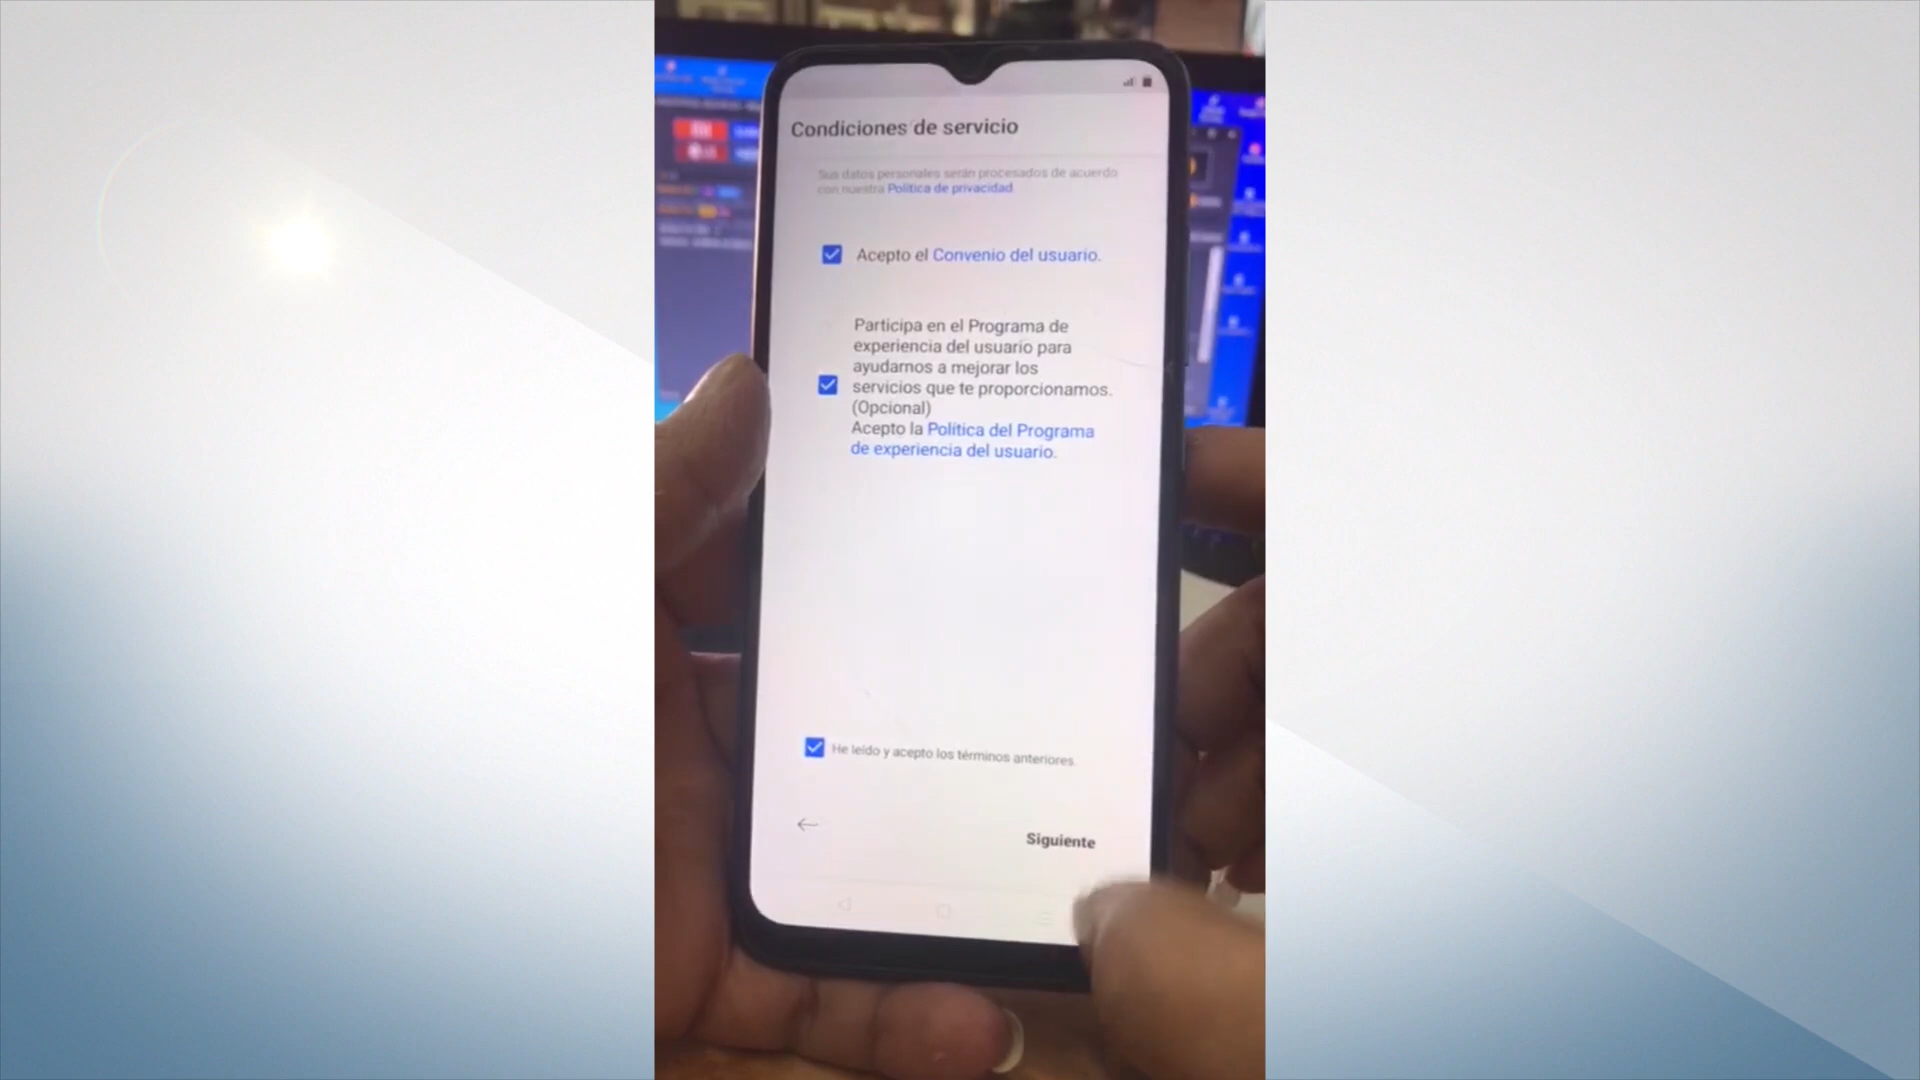 Condiciones de servicio
Sus datos personales serán procesados de acuerdo
con nuestra Política de privacidad
Acepto el Convenio del usuario.
Participa en el Programa de
experiencia del usuario para
ayudarnos a mejorar los
servicios que te proporcionamos.
(Opcional)
Acepto la Política del Programa
de experiencia del usuario.
He leído y acepto los términos anteriores.
Siguiente